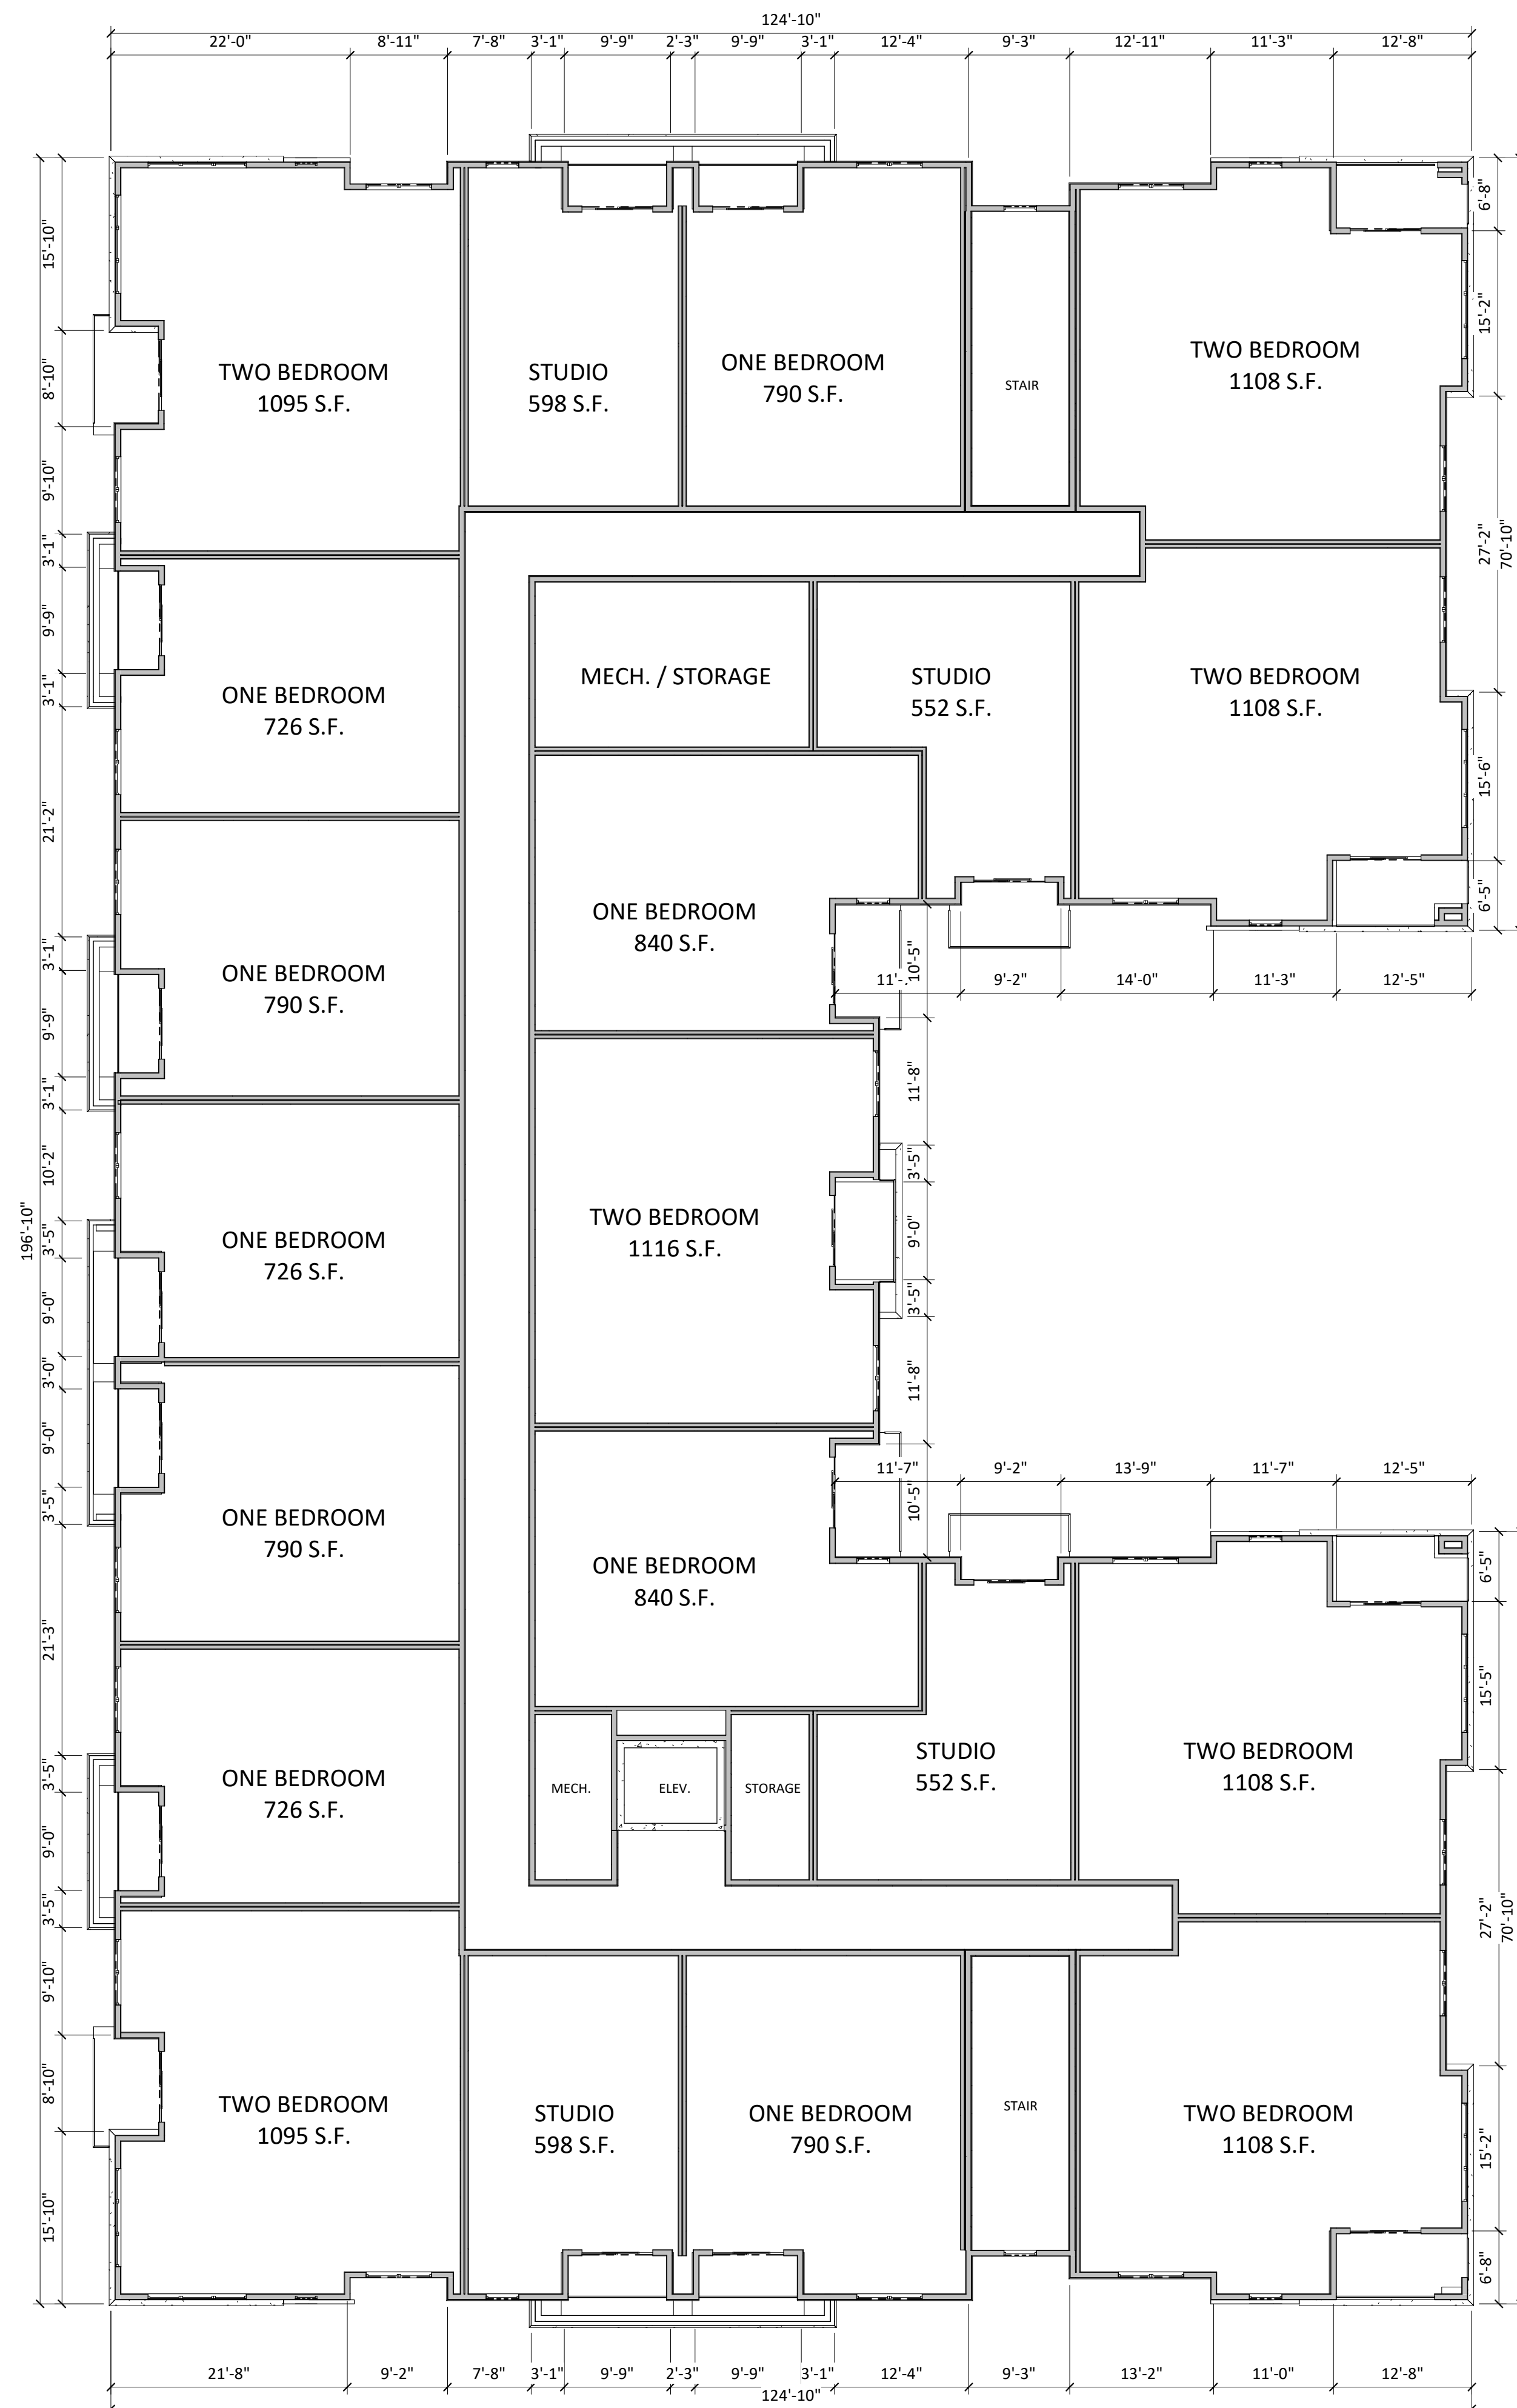 124'-10"
22'-0" 8'-11" 7'-8" 3'-1" 9'-9" 2'-3" 9'-9" 3'-1" 12'-4" 9'-3" 12'-11" 11'-3" 12'-8"
196'-10"
15'-10"
8'-10"
9'-10"
3'-1"
9'-9"
3'-1"
21'-2"
3'-1"
9'-9"
3'-1"
10'-2"
3'-5"
9'-0"
3'-0"
9'-0"
3'-5"
21'-3"
3'-5"
9'-0"
3'-5"
9'-10"
8'-10"
15'-10"
TWO BEDROOM
1095 S.F.
STUDIO
598 S.F.
ONE BEDROOM
790 S.F.
STAIR
TWO BEDROOM
1108 S.F.
6'-8"
15'-2"
27'-2"
70'-10"
15'-6"
6'-5"
ONE BEDROOM
726 S.F.
MECH. / STORAGE
STUDIO
552 S.F.
TWO BEDROOM
1108 S.F.
ONE BEDROOM
840 S.F.
11'- 9'-2" 14'-0" 11'-3" 12'-5"
10'-5"
11'-8"
3'-5"
9'-0"
3'-5"
11'-8"
10'-5"
ONE BEDROOM
790 S.F.
ONE BEDROOM
726 S.F.
TWO BEDROOM
1116 S.F.
11'-7" 9'-2" 13'-9" 11'-7" 12'-5"
ONE BEDROOM
790 S.F.
ONE BEDROOM
840 S.F.
6'-5"
15'-5"
27'-2"
70'-10"
15'-2"
6'-8"
ONE BEDROOM
726 S.F.
MECH.
ELEV.
STORAGE
STUDIO
552 S.F.
TWO BEDROOM
1108 S.F.
TWO BEDROOM
1095 S.F.
STUDIO
598 S.F.
ONE BEDROOM
790 S.F.
STAIR
TWO BEDROOM
1108 S.F.
21'-8" 9'-2" 7'-8" 3'-1" 9'-9" 2'-3" 9'-9" 3'-1" 12'-4" 9'-3" 13'-2" 11'-0" 12'-8"
124'-10"